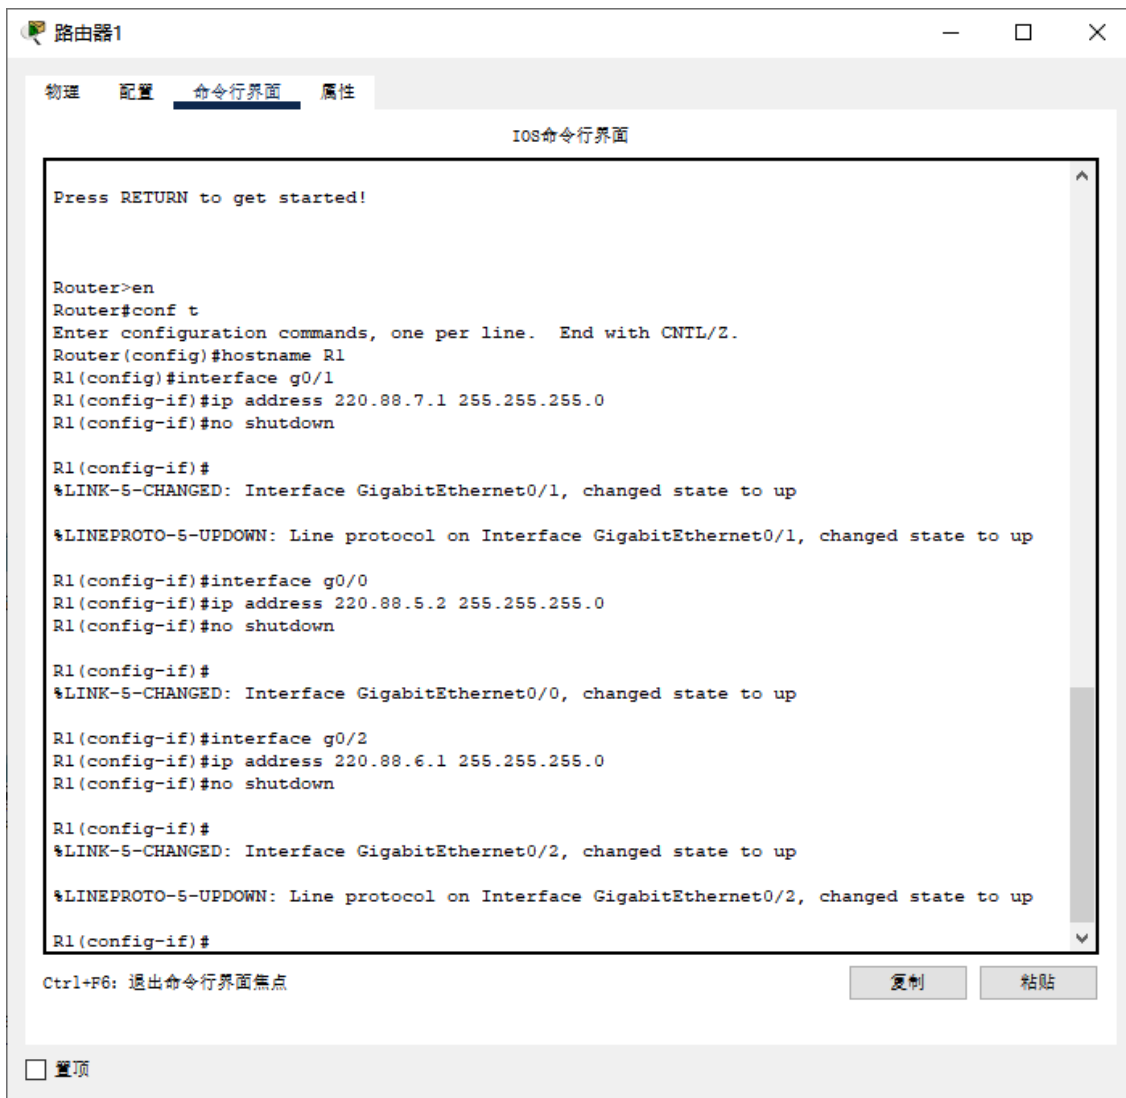 路由器1
物理 配置 命令行界面 属性
IOS命令行界面
Press RETURN to get started!
Router>en
Router#conf t
Enter configuration commands, one per line.  End with CNTL/Z.
Router(config)#hostname R1
R1(config)#interface g0/1
R1(config-if)#ip address 220.88.7.1 255.255.255.0
R1(config-if)#no shutdown
R1(config-if)#
%LINK-5-CHANGED: Interface GigabitEthernet0/1, changed state to up
%LINEPROTO-5-UPDOWN: Line protocol on Interface GigabitEthernet0/1, changed state to up
R1(config-if)#interface g0/0
R1(config-if)#ip address 220.88.5.2 255.255.255.0
R1(config-if)#no shutdown
R1(config-if)#
%LINK-5-CHANGED: Interface GigabitEthernet0/0, changed state to up
R1(config-if)#interface g0/2
R1(config-if)#ip address 220.88.6.1 255.255.255.0
R1(config-if)#no shutdown
R1(config-if)#
%LINK-5-CHANGED: Interface GigabitEthernet0/2, changed state to up
%LINEPROTO-5-UPDOWN: Line protocol on Interface GigabitEthernet0/2, changed state to up
R1(config-if)#
Ctrl+F6: 退出命令行界面焦点 复制 粘贴
置顶